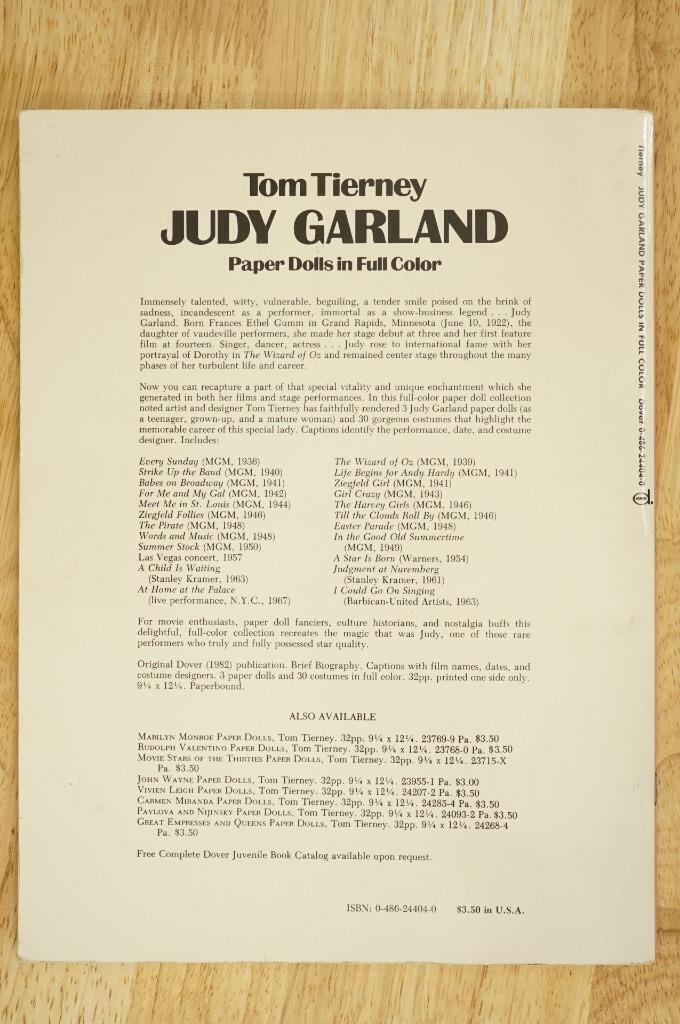 Tom Tierney
JUDY GARLAND
Paper Dolls in Full Color
Immensely talented, witty, vulnerable, beguiling, a tender smile poised on the brink of
sadness, incandescent as a performer, immortal as a show-business legend . . . Judy
Garland. Born Frances Ethel Gumm in Grand Rapids, Minnesota (June 10, 1922), the
daughter of vaudeville performers, she made her stage debut at three and her first feature
film at fourteen. Singer, dancer, actress . . . Judy rose to international fame with her
portrayal of Dorothy in The Wizard of Oz and remained center stage throughout the many
phases of her turbulent life and career.
Now you can recapture a part of that special vitality and unique enchantment which she
generated in both her films and stage performances. In this full-color paper doll collection
noted artist and designer Tom Tierney has faithfully rendered 3 Judy Garland paper dolls (as
a teenager, grown-up, and a mature woman) and 30 gorgeous costumes that highlight the
memorable career of this special lady. Captions identify the performance, date, and costume
designer. Includes:
Every Sunday (MGM, 1936)
Strike Up the Band (MGM, 1940)
Babes on Broadway (MGM, 1941)
For Me and My Gal (MGM, 1942)
Meet Me in St. Louis (MGM, 1944)
Ziegfeld Follies (MGM, 1946)
The Pirate (MGM, 1948)
Words and Music (MGM, 1948)
Summer Stock (MGM, 1950)
Las Vegas concert, 1957
A Child Is Waiting
(Stanley Kramer, 1963)
At Home at the Palace
(live performance, N.Y.C., 1967)
The Wizard of Oz (MGM, 1939)
Life Begins for Andy Hardy (MGM, 1941)
Ziegfeld Girl (MGM, 1941)
Girl Crazy (MGM, 1943)
The Harvey Girls (MGM, 1946)
Till the Clouds Roll By (MGM, 1946)
Easter Parade (MGM, 1948)
In the Good Old Summertime
(MGM, 1949)
A Star Is Born (Warners, 1954)
Judgment at Nuremberg
(Stanley Kramer, 1961)
I Could Go On Singing
(Barbican-United Artists, 1963)
For movie enthusiasts, paper doll fanciers, culture historians, and nostalgia buffs this
delightful, full-color collection recreates the magic that was Judy, one of those rare
performers who truly and fully possessed star quality.
Original Dover (1982) publication. Brief Biography. Captions with film names, dates, and
costume designers. 3 paper dolls and 30 costumes in full color. 32pp. printed one side only.
9¼ x 12¼. Paperbound.
ALSO AVAILABLE
MARILYN MONROE PAPER DOLLS, Tom Tierney. 32pp. 9¼ x 12¼. 23769-9 Pa. $3.50
RUDOLPH VALENTINO PAPER DOLLS, Tom Tierney. 32pp. 9¼ x 12¼. 23768-0 Pa. $3.50
MOVIE STARS OF THE THIRTIES PAPER DOLLS, Tom Tierney. 32pp. 9¼ x 12¼. 23715-X
Pa. $3.50
JOHN WAYNE PAPER DOLLS, Tom Tierney. 32pp. 9¼ x 12¼. 23955-1 Pa. $3.00
VIVIEN LEIGH PAPER DOLLS, Tom Tierney. 32pp. 9¼ x 12¼. 24207-2 Pa. $3.50
CARMEN MIRANDA PAPER DOLLS, Tom Tierney. 32pp. 9¼ x 12¼. 24285-4 Pa. $3.50
PAVLOVA AND NIJINSKY PAPER DOLLS, Tom Tierney. 32pp. 9¼ x 12¼. 24093-2 Pa. $3.50
GREAT EMPRESSES AND QUEENS PAPER DOLLS, Tom Tierney. 32pp. 9¼ x 12¼. 24268-4
Pa. $3.50
Free Complete Dover Juvenile Book Catalog available upon request.
ISBN: 0-486-24404-0 $3.50 in U.S.A.
Tierney JUDY GARLAND PAPER DOLLS IN FULL COLOR Dover 0-486-24404-0